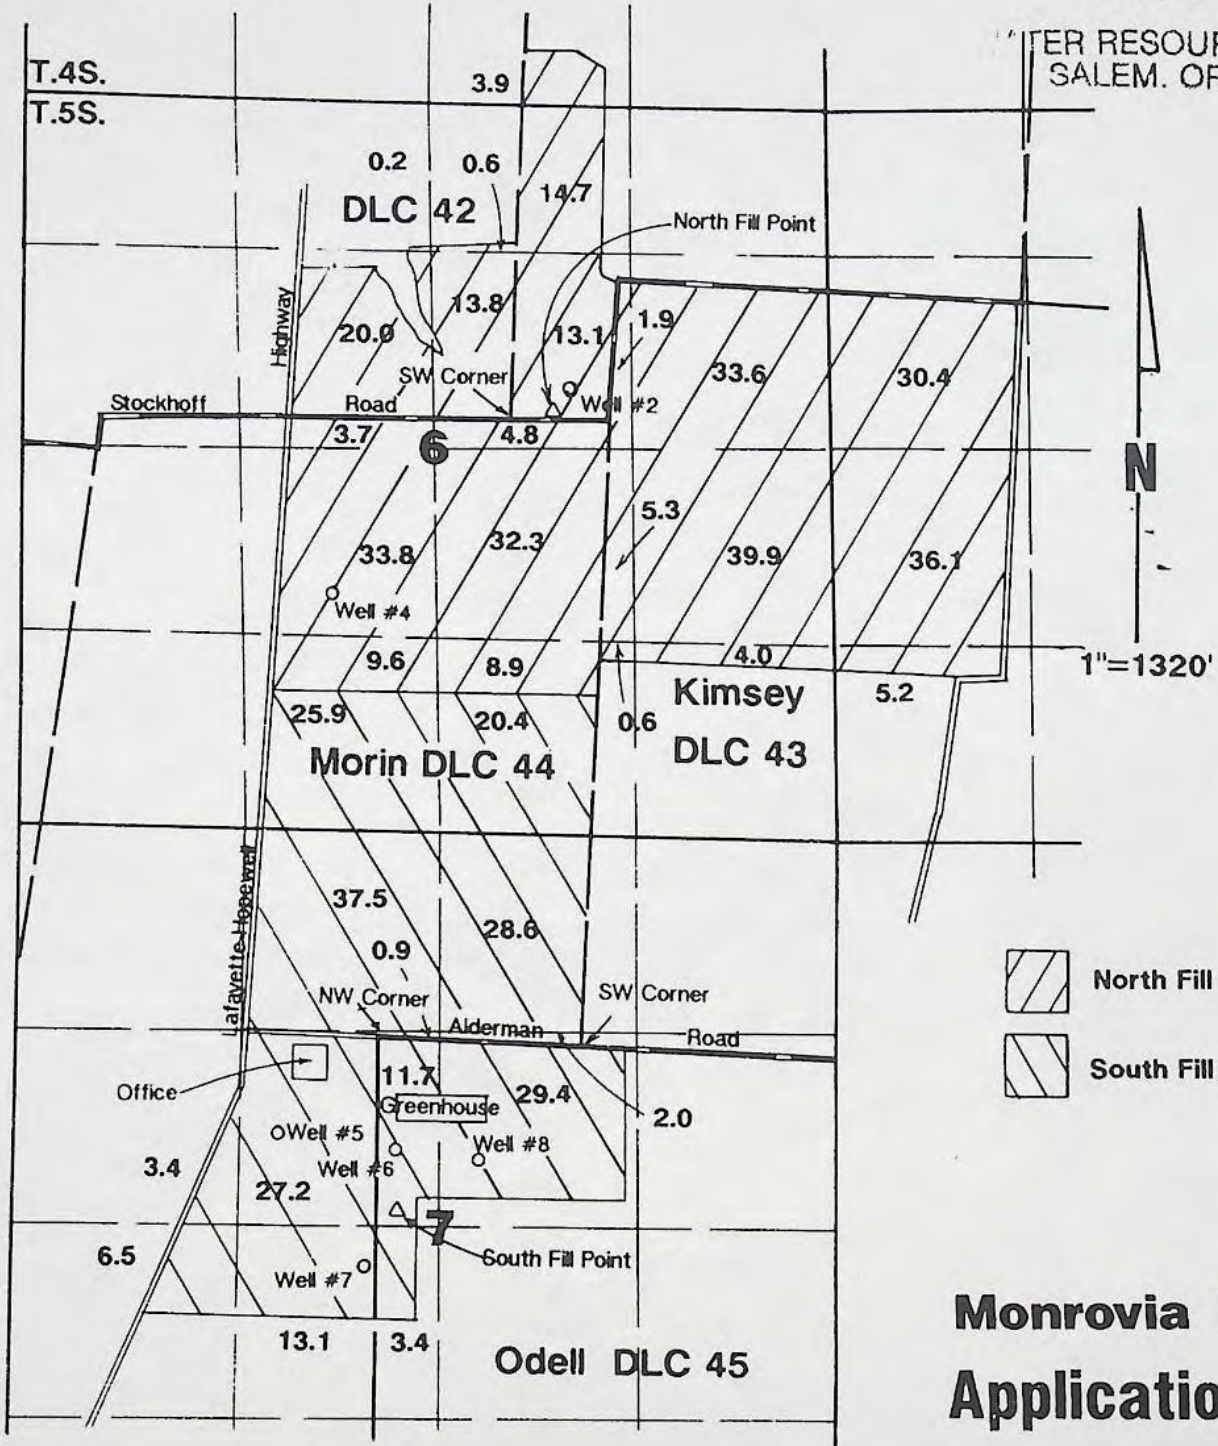 TER RESOUR
SALEM. OR
T.4S.
T.5S.
3.9
0.2
0.6
14.7
DLC 42
North Fill Point
Highway
13.8
20.0
13.1
1.9
33.6
30.4
SW Corner
Stockhoff
Road
Well #2
3.7
6
4.8
N
5.3
33.8
32.3
39.9
36.1
Well #4
9.6
8.9
4.0
1"=1320'
Kimsey
5.2
25.9
20.4
0.6
Morin DLC 44
DLC 43
Lafayette-Hopewell
37.5
28.6
0.9
North Fill
NW Corner
SW Corner
Alderman
Road
South Fill
Office
11.7
29.4
Greenhouse
2.0
Well #5
Well #8
3.4
Well #6
27.2
7
6.5
South Fill Point
Well #7
13.1
3.4
Odell DLC 45
Monrovia
Applicatio